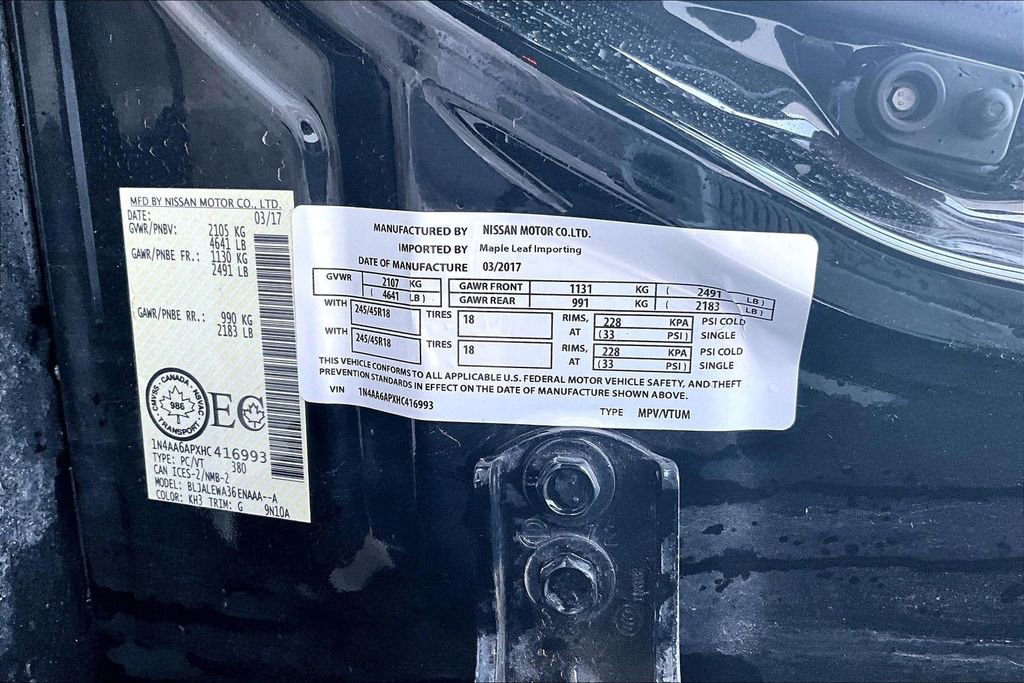 MFD BY NISSAN MOTOR CO., LTD.
DATE: 03/17
GVWR/PNBV: 2105 KG
4641 LB
GAWR/PNBE FR.: 1130 KG
2491 LB
GAWR/PNBE RR.: 990 KG
2183 LB
CANADA
CMVSS NSVAC
986
TRANSPORT
EC
1N4AA6APXHC416993
TYPE: PC/VT 380
CAN ICES-2/NMB-2
MODEL: BLJALEWA36ENAAA--A
COLOR: KH3 TRIM: G 9N10A
MANUFACTURED BY NISSAN MOTOR CO.LTD.
IMPORTED BY Maple Leaf Importing
DATE OF MANUFACTURE 03/2017
GVWR 2107 KG
(4641 LB)
GAWR FRONT 1131 KG (2491 LB)
GAWR REAR 991 KG (2183 LB)
WITH 245/45R18 TIRES 18 RIMS, AT 228 KPA (33 PSI) PSI COLD SINGLE
WITH 245/45R18 TIRES 18 RIMS, AT 228 KPA (33 PSI) PSI COLD SINGLE
THIS VEHICLE CONFORMS TO ALL APPLICABLE U.S. FEDERAL MOTOR VEHICLE SAFETY, AND THEFT
PREVENTION STANDARDS IN EFFECT ON THE DATE OF MANUFACTURE SHOWN ABOVE.
VIN 1N4AA6APXHC416993
TYPE MPV/VTUM